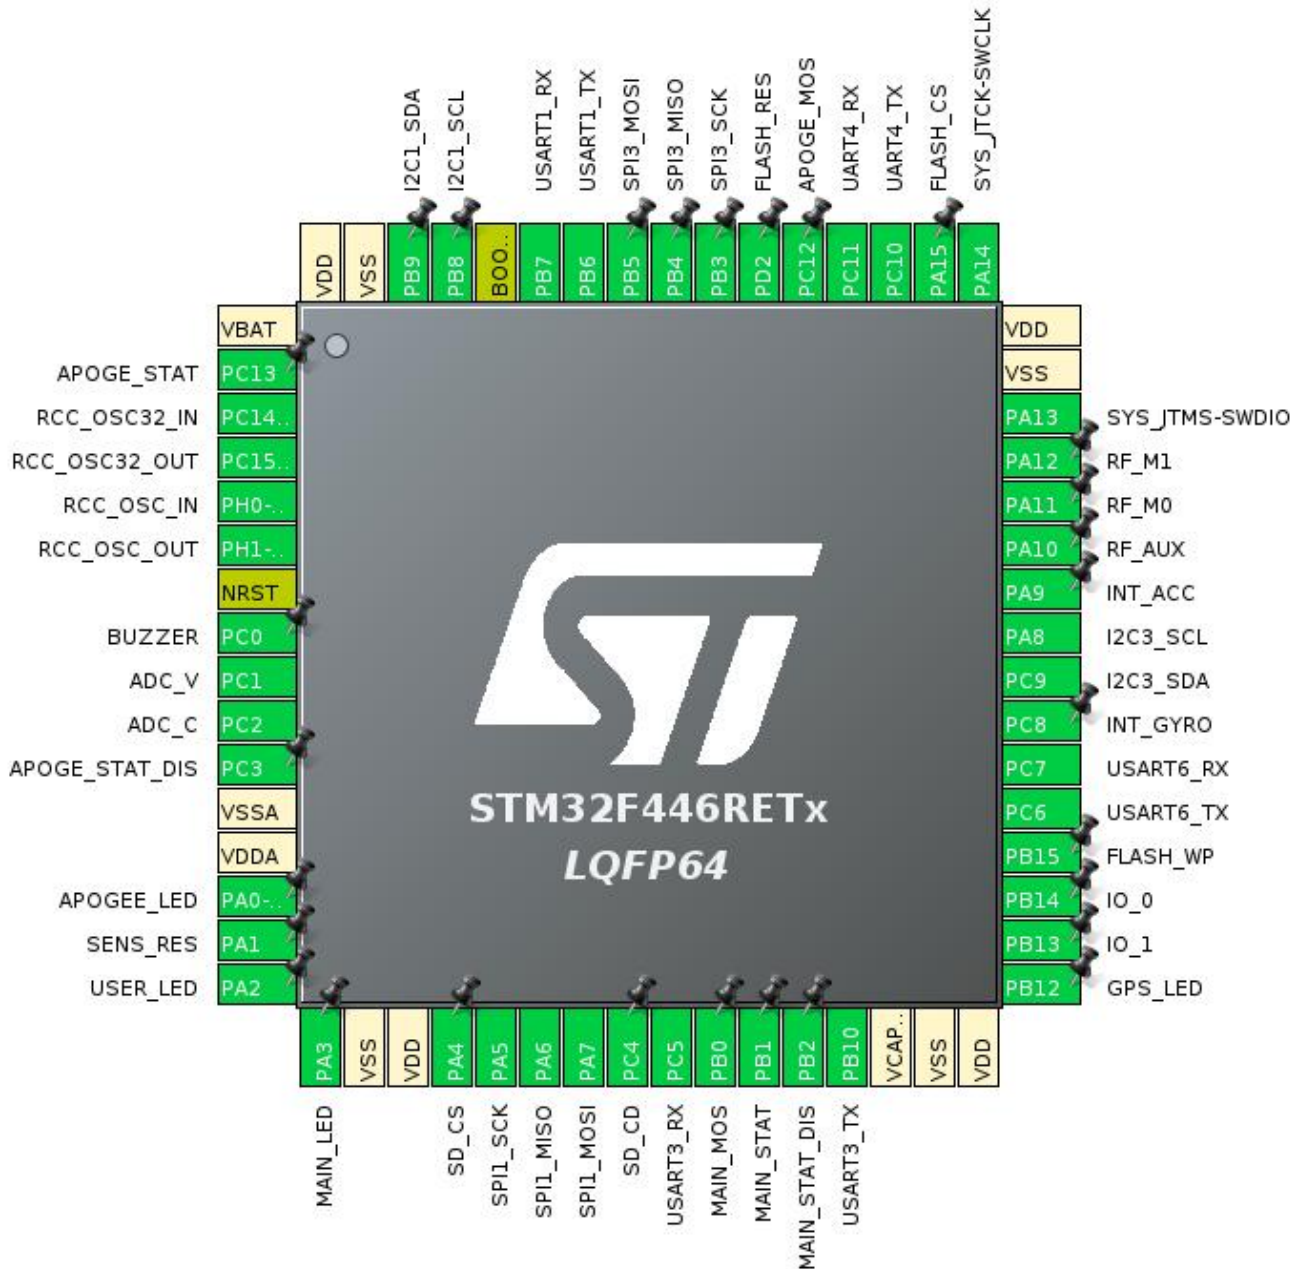 I2C1_SDA
I2C1_SCL
USART1_RX
USART1_TX
SPI3_MOSI
SPI3_MISO
SPI3_SCK
FLASH_RES
APOGE_MOS
UART4_RX
UART4_TX
FLASH_CS
SYS_JTCK-SWCLK
VDD
VSS
PB9
PB8
BOO..
PB7
PB6
PB5
PB4
PB3
PD2
PC12
PC11
PC10
PA15
PA14
VBAT
APOGE_STAT PC13
RCC_OSC32_IN PC14..
RCC_OSC32_OUT PC15..
RCC_OSC_IN PH0-..
RCC_OSC_OUT PH1-..
NRST
BUZZER PC0
ADC_V PC1
ADC_C PC2
APOGE_STAT_DIS PC3
VSSA
VDDA
APOGEE_LED PA0-..
SENS_RES PA1
USER_LED PA2
ST
STM32F446RETx
LQFP64
VDD
VSS
PA13 SYS_JTMS-SWDIO
PA12 RF_M1
PA11 RF_M0
PA10 RF_AUX
PA9 INT_ACC
PA8 I2C3_SCL
PC9 I2C3_SDA
PC8 INT_GYRO
PC7 USART6_RX
PC6 USART6_TX
PB15 FLASH_WP
PB14 IO_0
PB13 IO_1
PB12 GPS_LED
PA3
VSS
VDD
PA4
PA5
PA6
PA7
PC4
PC5
PB0
PB1
PB2
PB10
VCAP..
VSS
VDD
MAIN_LED
SD_CS
SPI1_SCK
SPI1_MISO
SPI1_MOSI
SD_CD
USART3_RX
MAIN_MOS
MAIN_STAT
MAIN_STAT_DIS
USART3_TX